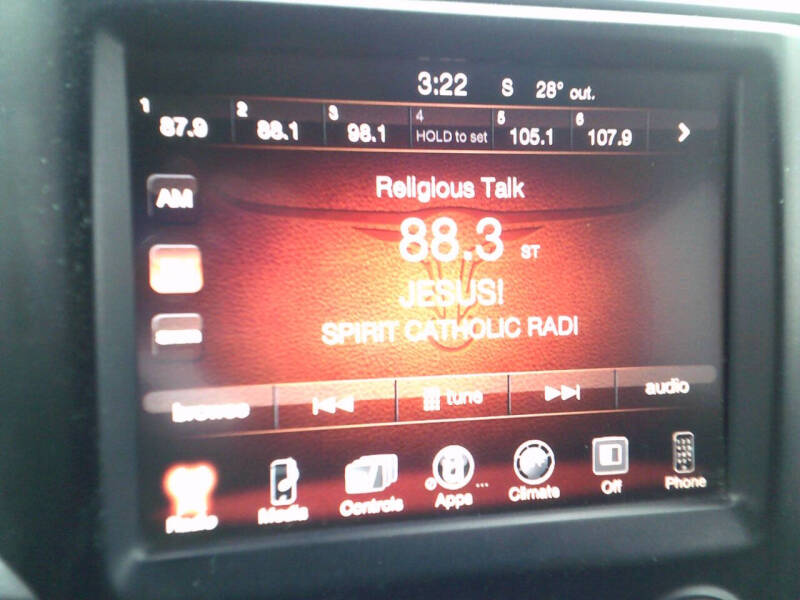 3:22 S 28° out.
1 87.9 2 88.1 3 98.1 4 HOLD to set 5 105.1 6 107.9
AM
Religious Talk
88.3 ST
JESUS!
SPIRIT CATHOLIC RADI
browse tune audio
Radio Media Controls Apps ... Climate Off Phone